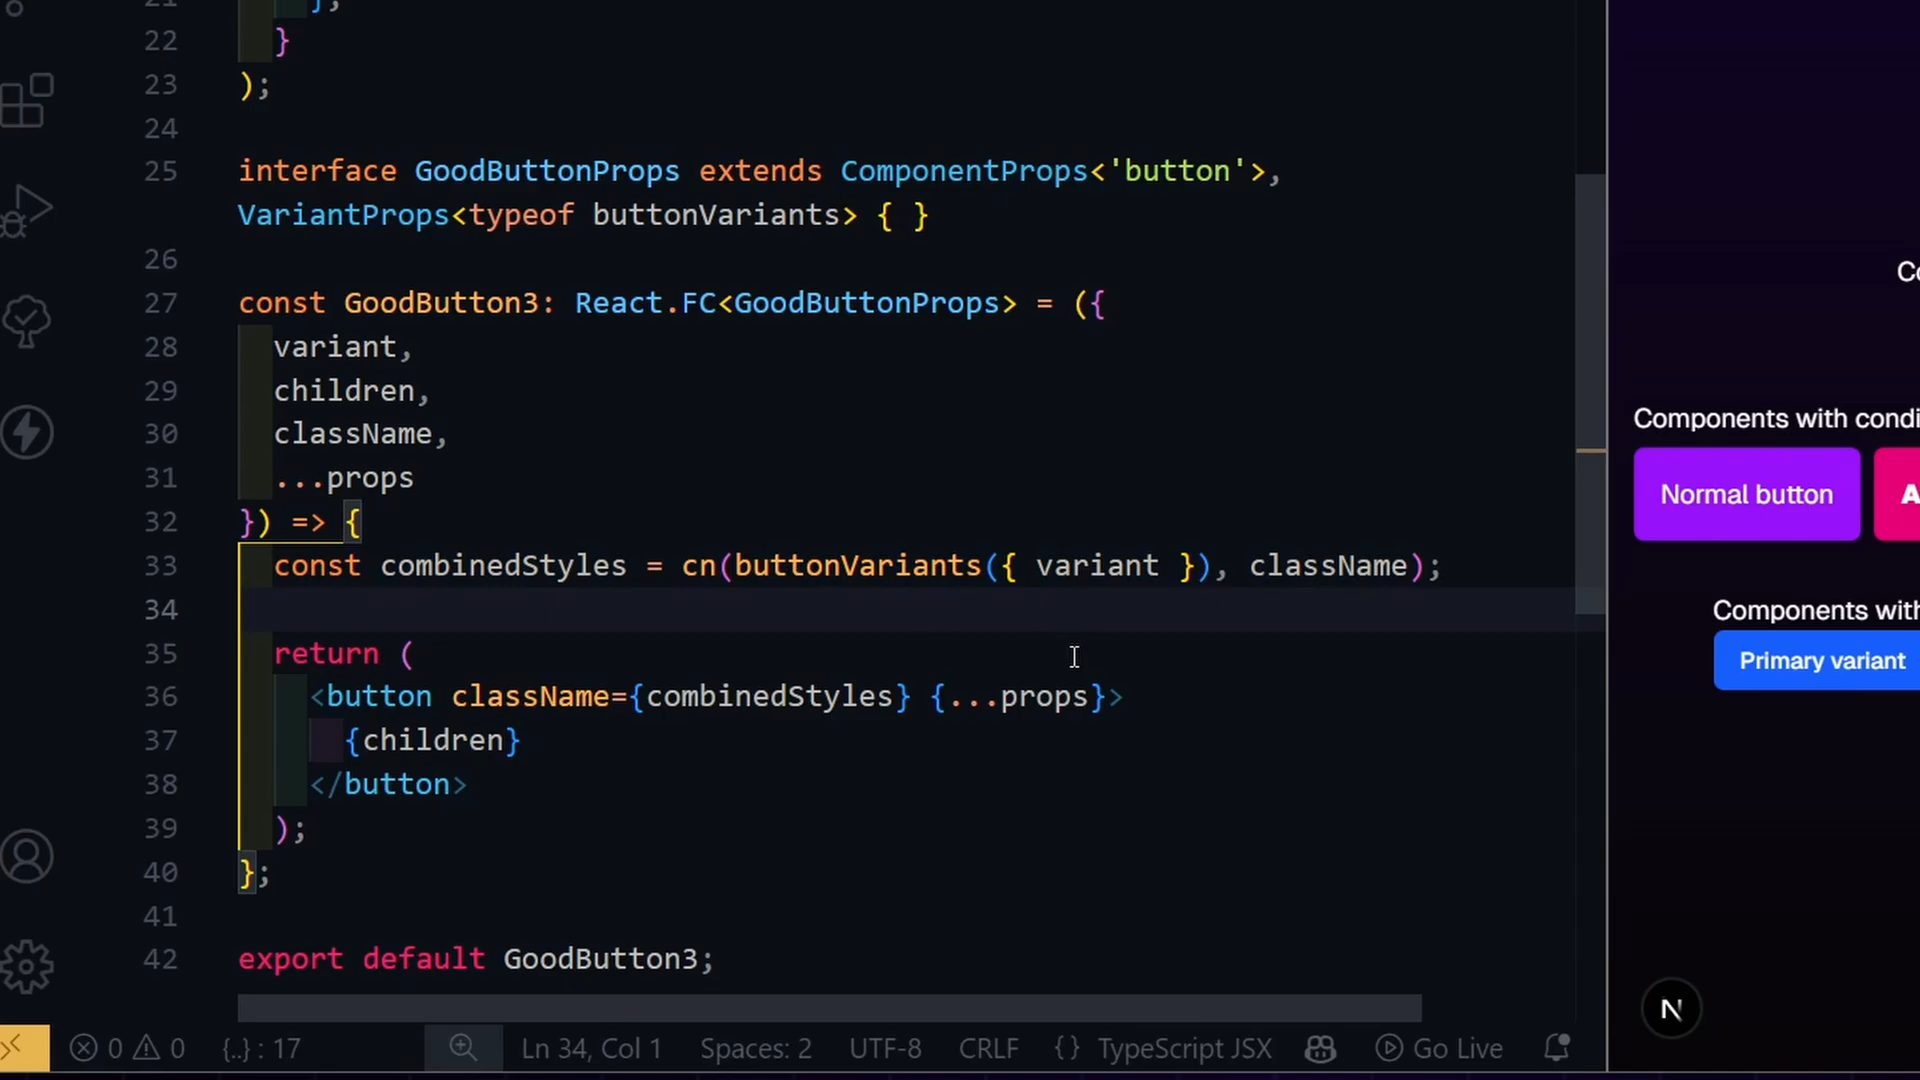 21 };
22 }
23 );
24
25 interface GoodButtonProps extends ComponentProps<'button'>,
VariantProps<typeof buttonVariants> { }
26
27 const GoodButton3: React.FC<GoodButtonProps> = ({
28 variant,
29 children,
30 className,
31 ...props
32 }) => {
33 const combinedStyles = cn(buttonVariants({ variant }), className);
34
35 return (
36 <button className={combinedStyles} {...props}>
37 {children}
38 </button>
39 );
40 };
41
42 export default GoodButton3;
0 0 {..} : 17 Ln 34, Col 1 Spaces: 2 UTF-8 CRLF {} TypeScript JSX Go Live
Components with condi
Normal button A
Components with
Primary variant
N